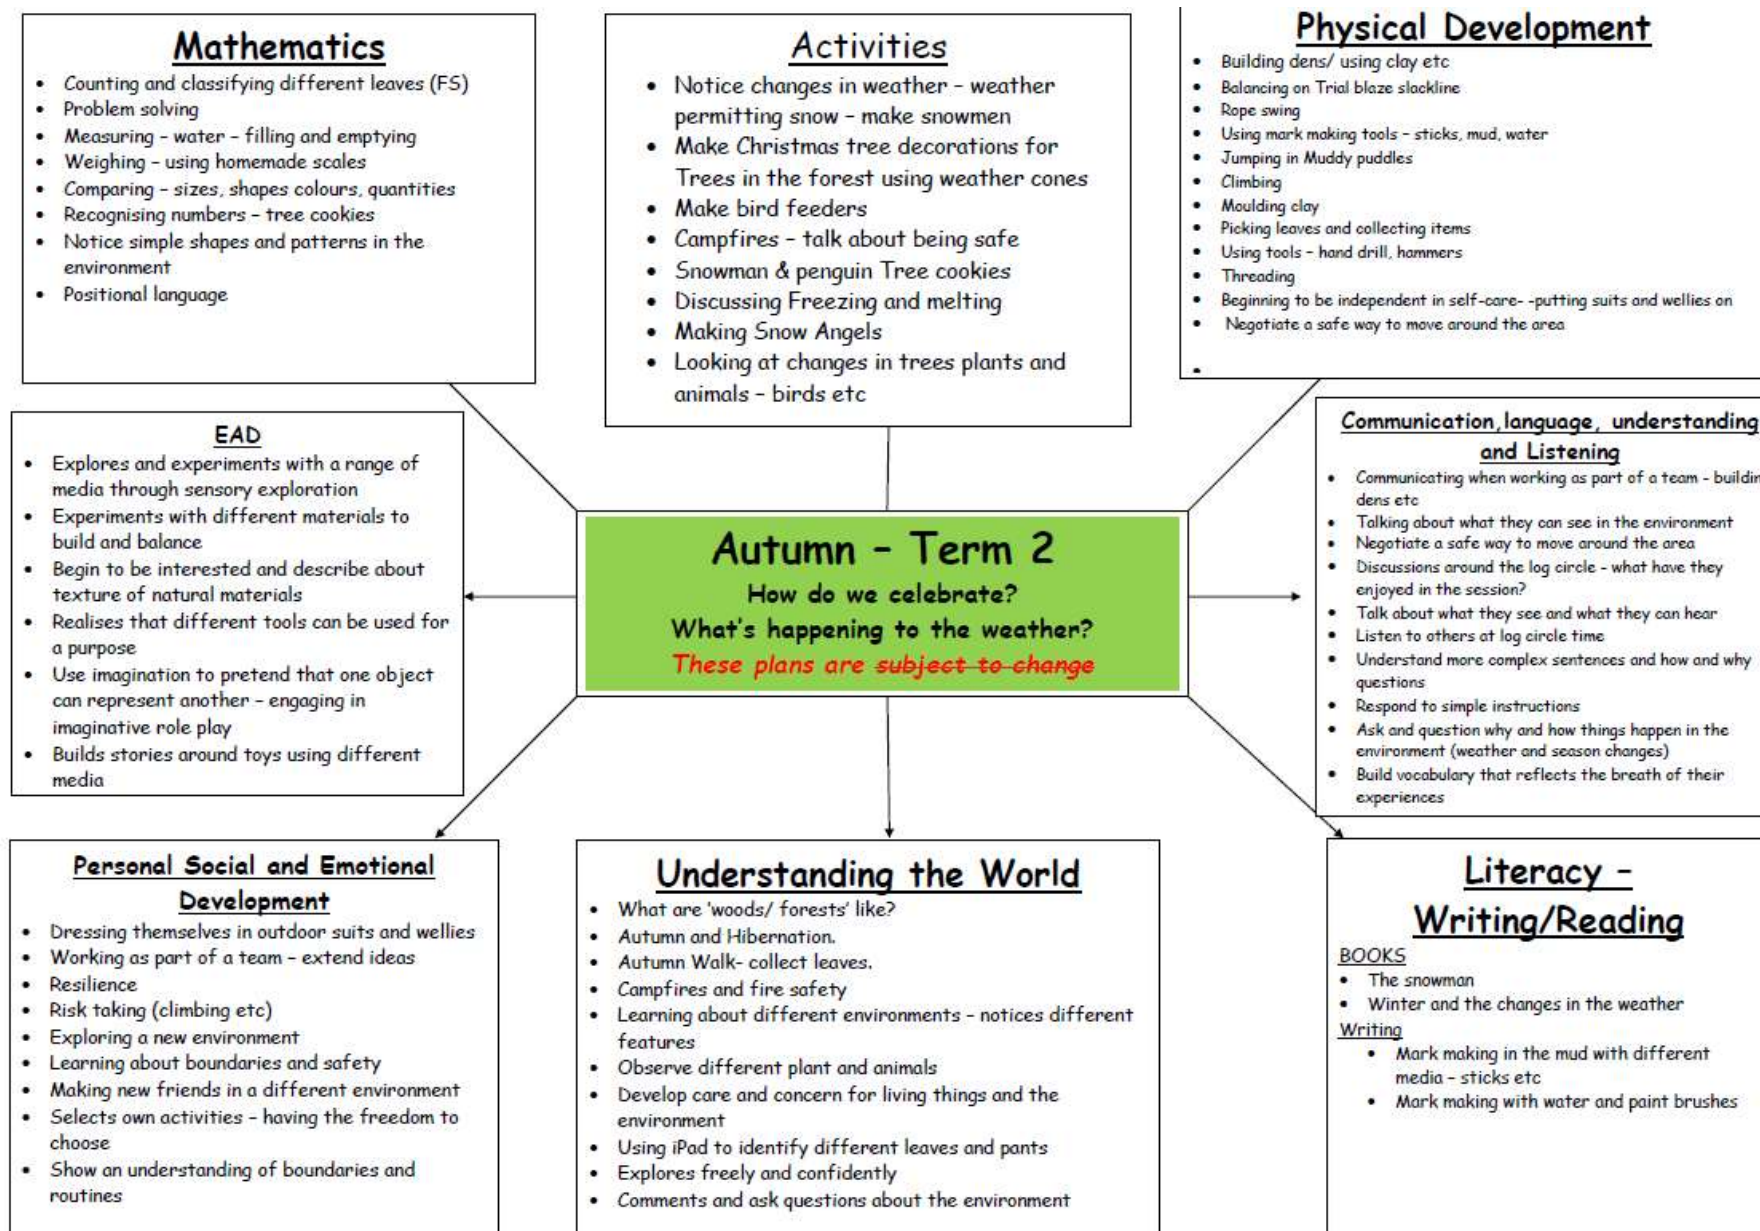 Mathematics
• Counting and classifying different leaves (FS)
• Problem solving
• Measuring – water – filling and emptying
• Weighing – using homemade scales
• Comparing – sizes, shapes colours, quantities
• Recognising numbers – tree cookies
• Notice simple shapes and patterns in the
environment
• Positional language
Activities
• Notice changes in weather – weather
permitting snow – make snowmen
• Make Christmas tree decorations for
Trees in the forest using weather cones
• Make bird feeders
• Campfires – talk about being safe
• Snowman & penguin Tree cookies
• Discussing Freezing and melting
• Making Snow Angels
• Looking at changes in trees plants and
animals – birds etc
Physical Development
• Building dens/ using clay etc
• Balancing on Trial blaze slackline
• Rope swing
• Using mark making tools – sticks, mud, water
• Jumping in Muddy puddles
• Climbing
• Moulding clay
• Picking leaves and collecting items
• Using tools – hand drill, hammers
• Threading
• Beginning to be independent in self-care- -putting suits and wellies on
• Negotiate a safe way to move around the area
•
EAD
• Explores and experiments with a range of
media through sensory exploration
• Experiments with different materials to
build and balance
• Begin to be interested and describe about
texture of natural materials
• Realises that different tools can be used for
a purpose
• Use imagination to pretend that one object
can represent another – engaging in
imaginative role play
• Builds stories around toys using different
media
Autumn – Term 2
How do we celebrate?
What's happening to the weather?
These plans are subject to change
Communication,language, understanding
and Listening
• Communicating when working as part of a team – buildin
dens etc
• Talking about what they can see in the environment
• Negotiate a safe way to move around the area
• Discussions around the log circle – what have they
enjoyed in the session?
• Talk about what they see and what they can hear
• Listen to others at log circle time
• Understand more complex sentences and how and why
questions
• Respond to simple instructions
• Ask and question why and how things happen in the
environment (weather and season changes)
• Build vocabulary that reflects the breath of their
experiences
Personal Social and Emotional
Development
• Dressing themselves in outdoor suits and wellies
• Working as part of a team – extend ideas
• Resilience
• Risk taking (climbing etc)
• Exploring a new environment
• Learning about boundaries and safety
• Making new friends in a different environment
• Selects own activities – having the freedom to
choose
• Show an understanding of boundaries and
routines
Understanding the World
• What are 'woods/ forests' like?
• Autumn and Hibernation.
• Autumn Walk- collect leaves.
• Campfires and fire safety
• Learning about different environments – notices different
features
• Observe different plant and animals
• Develop care and concern for living things and the
environment
• Using iPad to identify different leaves and pants
• Explores freely and confidently
• Comments and ask questions about the environment
Literacy –
Writing/Reading
BOOKS
• The snowman
• Winter and the changes in the weather
Writing
• Mark making in the mud with different
media – sticks etc
• Mark making with water and paint brushes